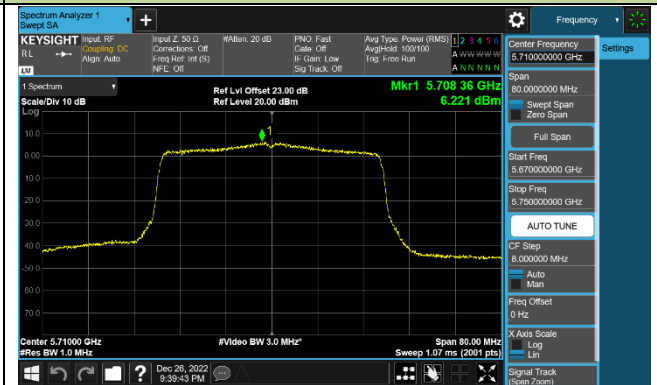 Spectrum Analyzer 1
Swept SA
+
Frequency
KEYSIGHT
RL
LXI
Input: RF
Coupling: DC
Align: Auto
Input Z: 50 Ω
Corrections: Off
Freq Ref: Int (S)
NFE: Off
#Atten: 20 dB
PNO: Fast
Gate: Off
IF Gain: Low
Sig Track: Off
Avg Type: Power (RMS)
Avg|Hold: 100/100
Trig: Free Run
1 2 3 4 5 6
A W W W W W
A N N N N N
1 Spectrum
Scale/Div 10 dB
Log
Ref Lvl Offset 23.00 dB
Ref Level 20.00 dBm
Mkr1 5.708 36 GHz
6.221 dBm
1
10.0
0.00
10.0
20.0
30.0
40.0
50.0
60.0
70.0
Center 5.71000 GHz
#Res BW 1.0 MHz
#Video BW 3.0 MHz*
Span 80.00 MHz
Sweep 1.07 ms (2001 pts)
Dec 26, 2022
9:39:43 PM
?
Center Frequency
5.710000000 GHz
Span
80.0000000 MHz
Swept Span
Zero Span
Full Span
Start Freq
5.670000000 GHz
Stop Freq
5.750000000 GHz
AUTO TUNE
CF Step
8.000000 MHz
Auto
Man
Freq Offset
0 Hz
X Axis Scale
Log
Lin
Signal Track
(Span Zoom)
Settings